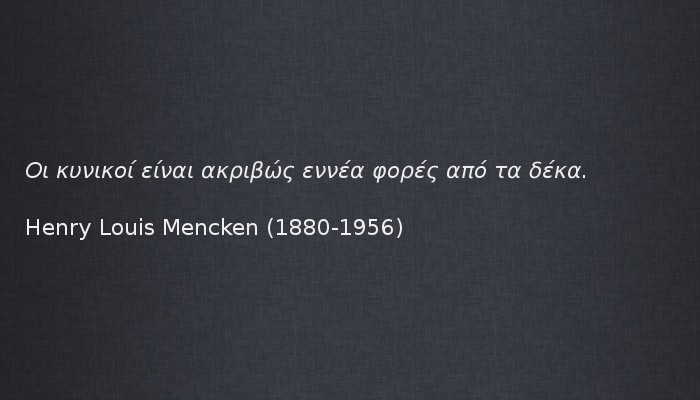 Οι κυνικοί είναι ακριβώς εννέα φορές από τα δέκα.
Henry Louis Mencken (1880-1956)